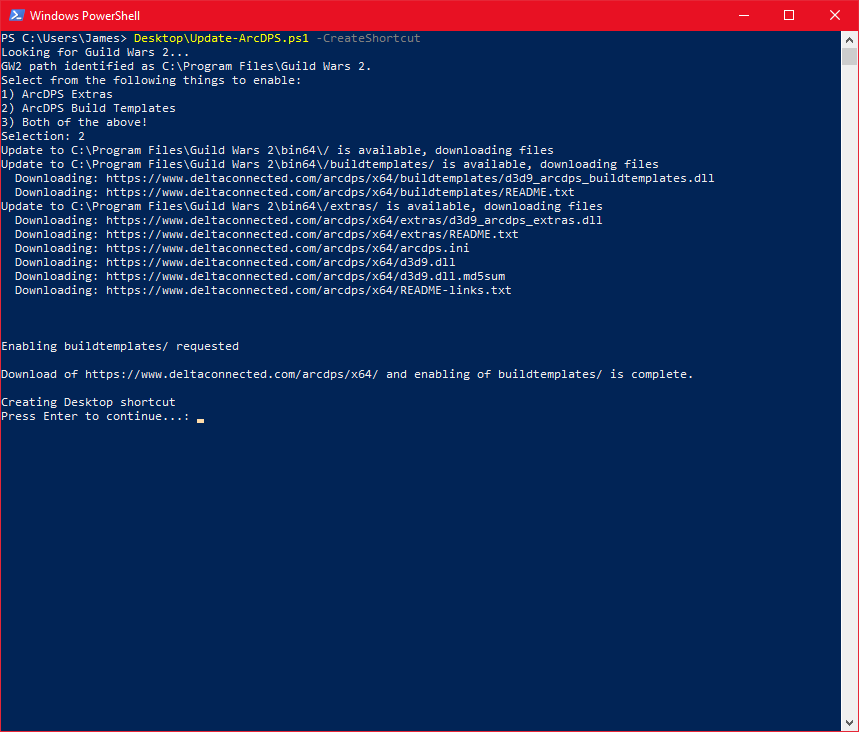 Windows PowerShell
PS C:\Users\James> Desktop\Update-ArcDPS.ps1 -CreateShortcut
Looking for Guild Wars 2...
GW2 path identified as C:\Program Files\Guild Wars 2.
Select from the following things to enable:
1) ArcDPS Extras
2) ArcDPS Build Templates
3) Both of the above!
Selection: 2
Update to C:\Program Files\Guild Wars 2\bin64\/ is available, downloading files
Update to C:\Program Files\Guild Wars 2\bin64\/buildtemplates/ is available, downloading files
  Downloading: https://www.deltaconnected.com/arcdps/x64/buildtemplates/d3d9_arcdps_buildtemplates.dll
  Downloading: https://www.deltaconnected.com/arcdps/x64/buildtemplates/README.txt
Update to C:\Program Files\Guild Wars 2\bin64\/extras/ is available, downloading files
  Downloading: https://www.deltaconnected.com/arcdps/x64/extras/d3d9_arcdps_extras.dll
  Downloading: https://www.deltaconnected.com/arcdps/x64/extras/README.txt
  Downloading: https://www.deltaconnected.com/arcdps/x64/arcdps.ini
  Downloading: https://www.deltaconnected.com/arcdps/x64/d3d9.dll
  Downloading: https://www.deltaconnected.com/arcdps/x64/d3d9.dll.md5sum
  Downloading: https://www.deltaconnected.com/arcdps/x64/README-links.txt
Enabling buildtemplates/ requested
Download of https://www.deltaconnected.com/arcdps/x64/ and enabling of buildtemplates/ is complete.
Creating Desktop shortcut
Press Enter to continue...: